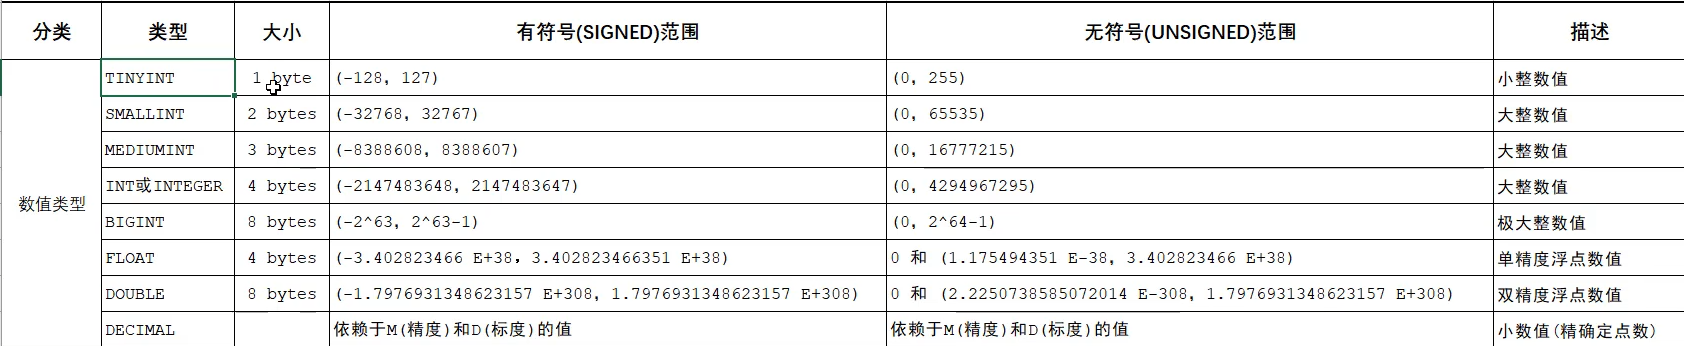 分类 类型 大小 有符号(SIGNED)范围 无符号(UNSIGNED)范围 描述
数值类型
TINYINT 1 byte (-128, 127) (0, 255) 小整数值
SMALLINT 2 bytes (-32768, 32767) (0, 65535) 大整数值
MEDIUMINT 3 bytes (-8388608, 8388607) (0, 16777215) 大整数值
INT或INTEGER 4 bytes (-2147483648, 2147483647) (0, 4294967295) 大整数值
BIGINT 8 bytes (-2^63, 2^63-1) (0, 2^64-1) 极大整数值
FLOAT 4 bytes (-3.402823466 E+38, 3.402823466351 E+38) 0 和 (1.175494351 E-38, 3.402823466 E+38) 单精度浮点数值
DOUBLE 8 bytes (-1.7976931348623157 E+308, 1.7976931348623157 E+308) 0 和 (2.2250738585072014 E-308, 1.7976931348623157 E+308) 双精度浮点数值
DECIMAL 依赖于M(精度)和D(标度)的值 依赖于M(精度)和D(标度)的值 小数值(精确定点数)